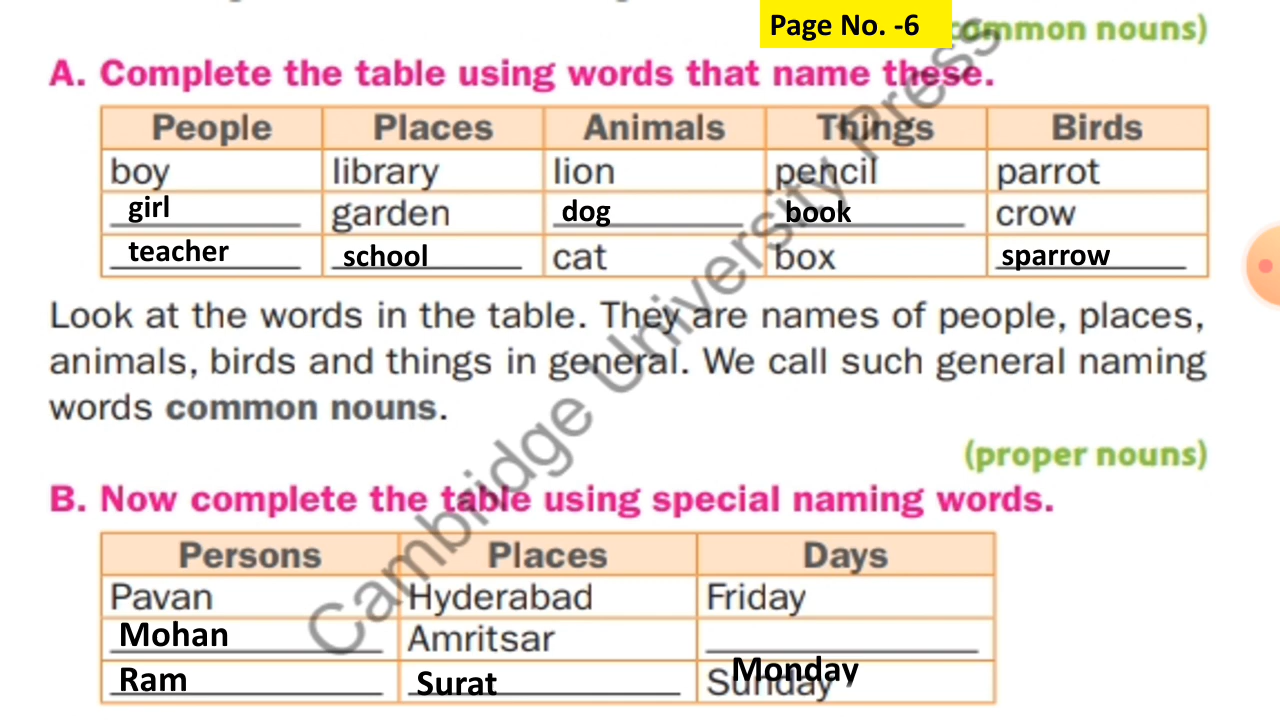 Page No. -6
common nouns)
A. Complete the table using words that name these.
People Places Animals Things Birds
boy library lion pencil parrot
girl garden dog book crow
teacher school cat box sparrow
Look at the words in the table. They are names of people, places,
animals, birds and things in general. We call such general naming
words common nouns.
(proper nouns)
B. Now complete the table using special naming words.
Persons Places Days
Pavan Hyderabad Friday
Mohan Amritsar
Monday
Ram Surat Sunday
Cambridge University Press